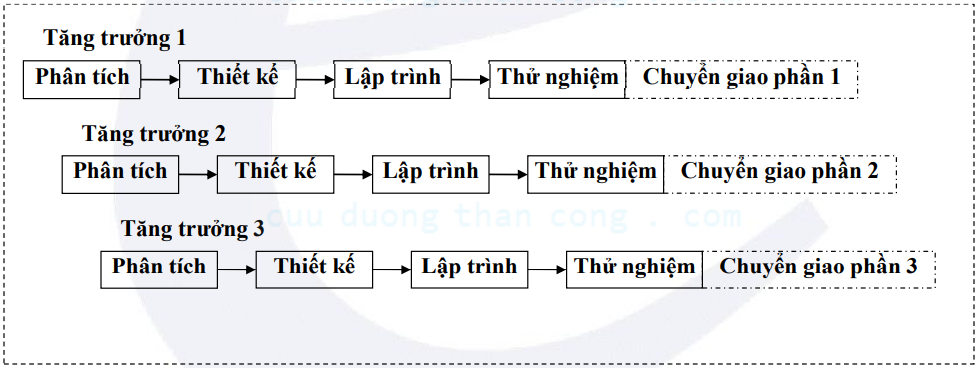 Tăng trưởng 1
Phân tích Thiết kế Lập trình Thử nghiệm Chuyển giao phần 1
Tăng trưởng 2
Phân tích Thiết kế Lập trình Thử nghiệm Chuyển giao phần 2
cuu duong than cong . com
Tăng trưởng 3
Phân tích Thiết kế Lập trình Thử nghiệm Chuyển giao phần 3